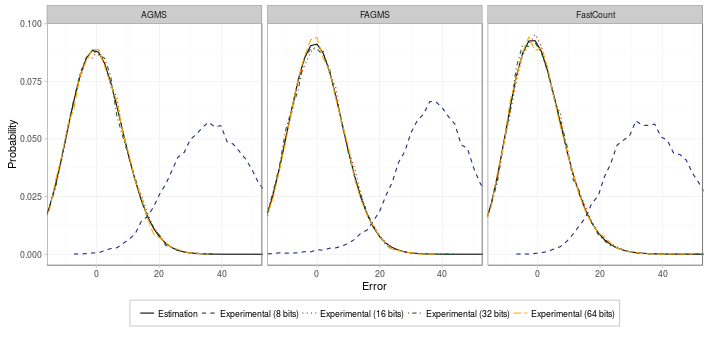 AGMS FAGMS FastCount
0.100
0.075
0.050
0.025
0.000
Probability
0 20 40 0 20 40 0 20 40
Error
Estimation Experimental (8 bits) Experimental (16 bits) Experimental (32 bits) Experimental (64 bits)